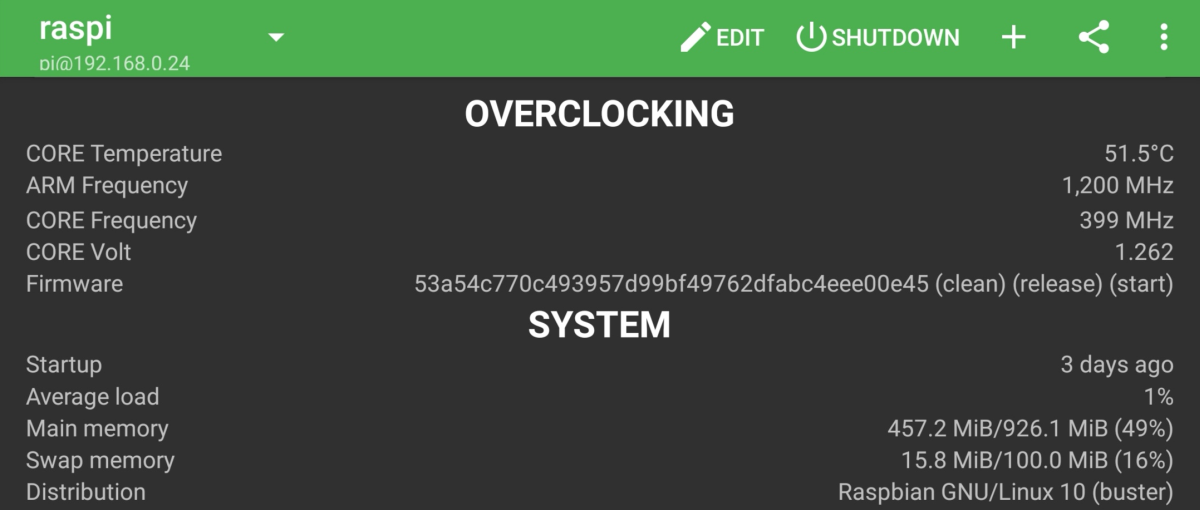 raspi
EDIT
SHUTDOWN
pi@192.168.0.24
OVERCLOCKING
CORE Temperature 51.5°C
ARM Frequency 1,200 MHz
CORE Frequency 399 MHz
CORE Volt 1.262
Firmware 53a54c770c493957d99bf49762dfabc4eee00e45 (clean) (release) (start)
SYSTEM
Startup 3 days ago
Average load 1%
Main memory 457.2 MiB/926.1 MiB (49%)
Swap memory 15.8 MiB/100.0 MiB (16%)
Distribution Raspbian GNU/Linux 10 (buster)